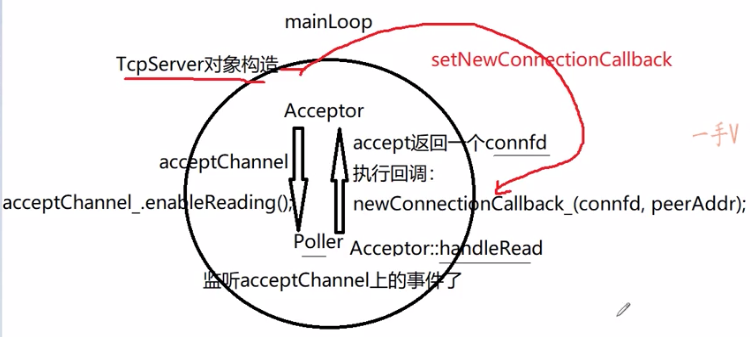 mainLoop
TcpServer对象构造
setNewConnectionCallback
Acceptor
acceptChannel
accept返回一个connfd
执行回调：
acceptChannel_.enableReading();
newConnectionCallback_(connfd, peerAddr);
Poller
Acceptor::handleRead
监听acceptChannel上的事件了
一手V